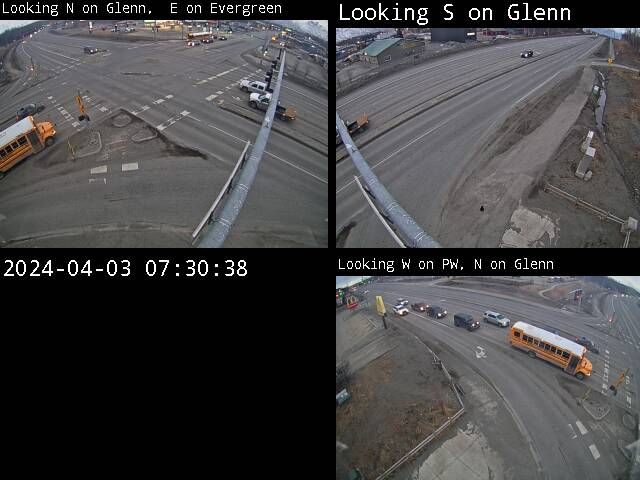 Looking N on Glenn,  E on Evergreen
Looking S on Glenn
2024-04-03 07:30:38
Looking W on PW, N on Glenn